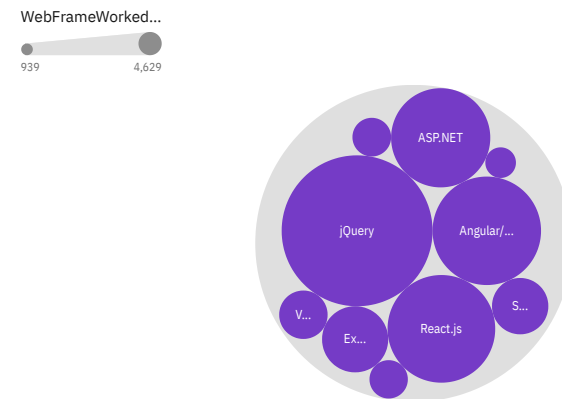 WebFrameWorked...
939 4,629
ASP.NET
jQuery
Angular/...
V...
S...
Ex...
React.js